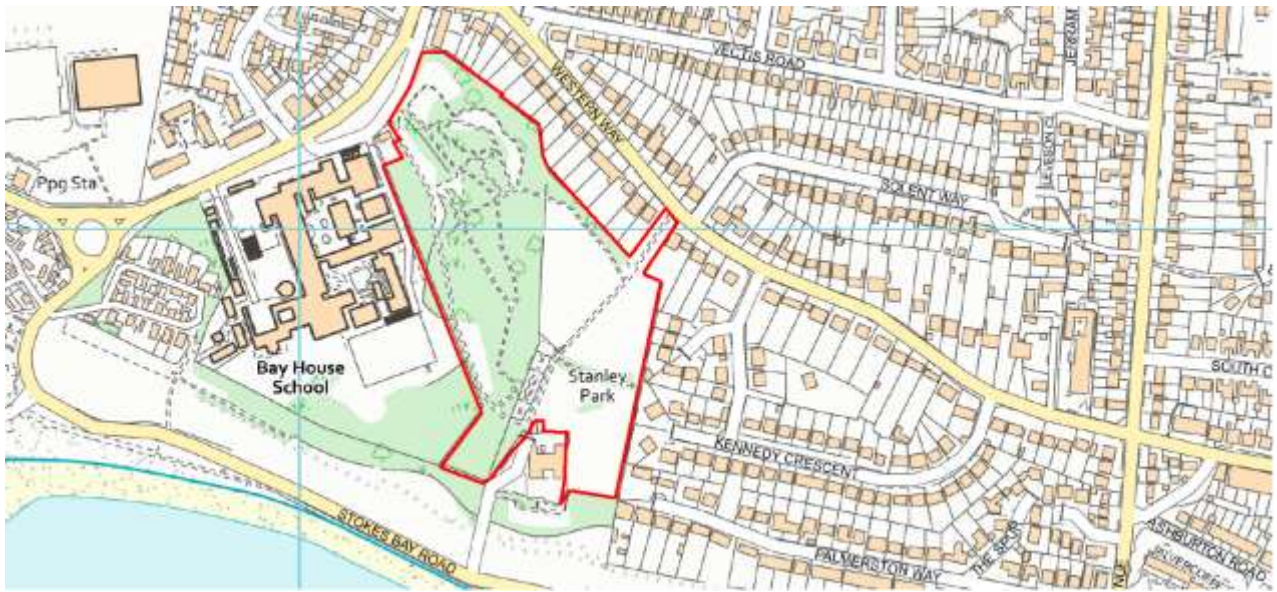 VECTIS ROAD
WESTERN WAY
Ppg Sta
SOLENT WAY
Bay House
School
Stanley
Park
SOUTH C
KENNEDY CRESCENT
STOKES BAY ROAD
THE SPUR
ASHBURTON ROAD
PALMERSTON WAY